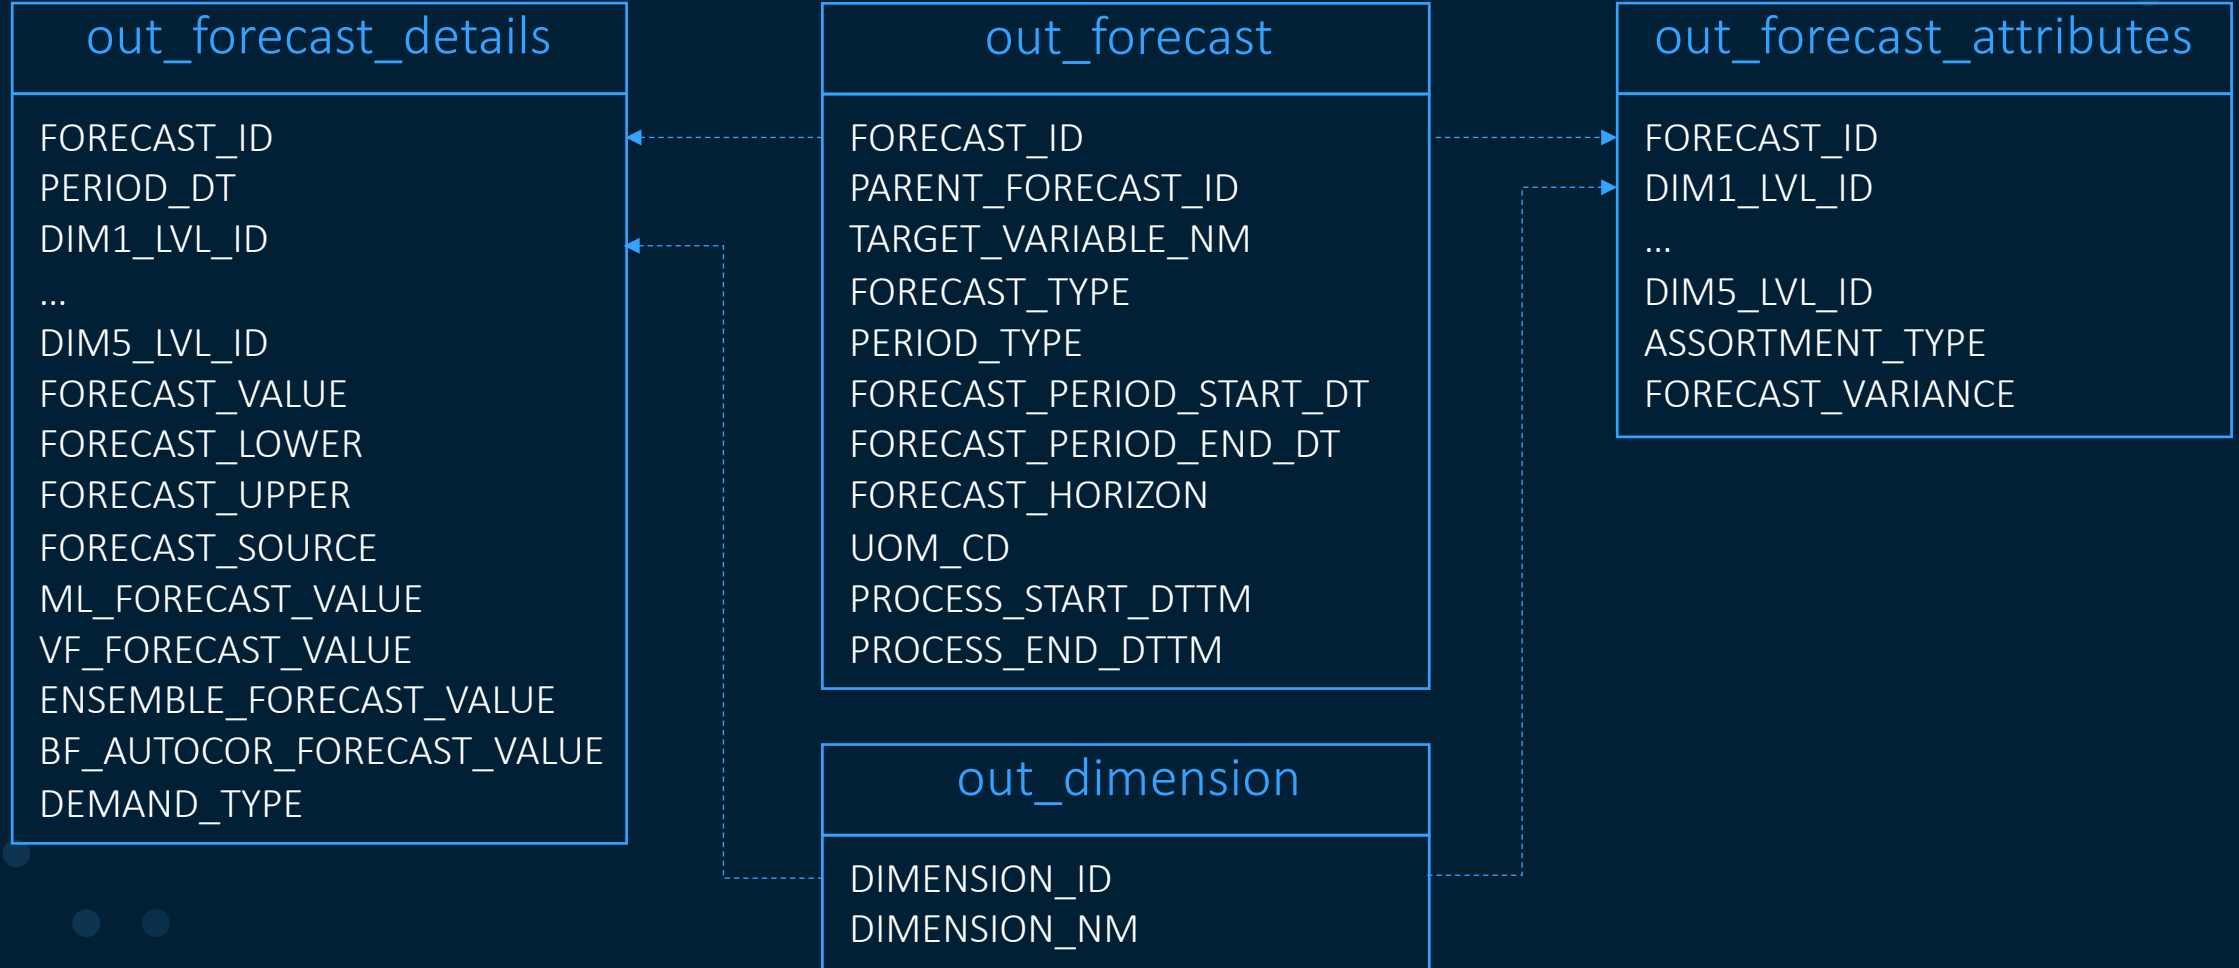 out_forecast_details
FORECAST_ID
PERIOD_DT
DIM1_LVL_ID
...
DIM5_LVL_ID
FORECAST_VALUE
FORECAST_LOWER
FORECAST_UPPER
FORECAST_SOURCE
ML_FORECAST_VALUE
VF_FORECAST_VALUE
ENSEMBLE_FORECAST_VALUE
BF_AUTOCOR_FORECAST_VALUE
DEMAND_TYPE
out_forecast
FORECAST_ID
PARENT_FORECAST_ID
TARGET_VARIABLE_NM
FORECAST_TYPE
PERIOD_TYPE
FORECAST_PERIOD_START_DT
FORECAST_PERIOD_END_DT
FORECAST_HORIZON
UOM_CD
PROCESS_START_DTTM
PROCESS_END_DTTM
out_dimension
DIMENSION_ID
DIMENSION_NM
out_forecast_attributes
FORECAST_ID
DIM1_LVL_ID
...
DIM5_LVL_ID
ASSORTMENT_TYPE
FORECAST_VARIANCE